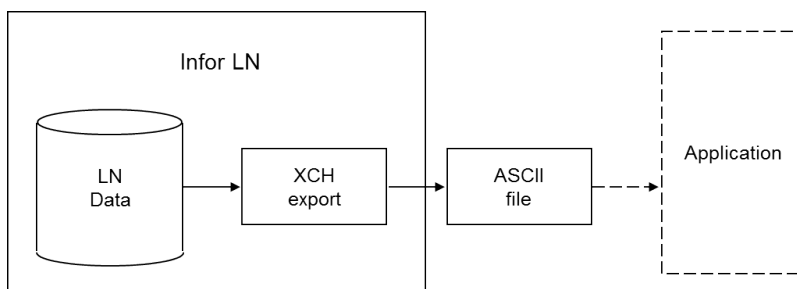 Infor LN
LN
Data
XCH
export
ASCII
file
Application